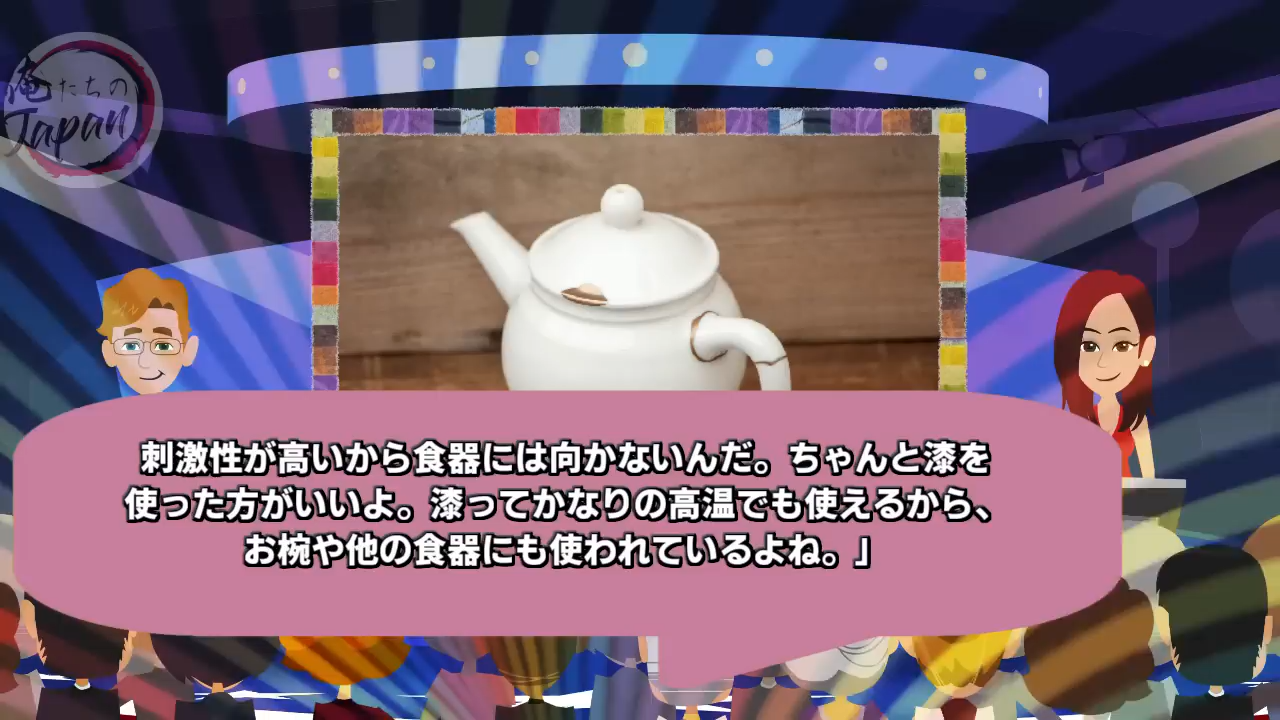 俺たちの
Japan
刺激性が高いから食器には向かないんだ。ちゃんと漆を
使った方がいいよ。漆ってかなりの高温でも使えるから、
お椀や他の食器にも使われているよね。」